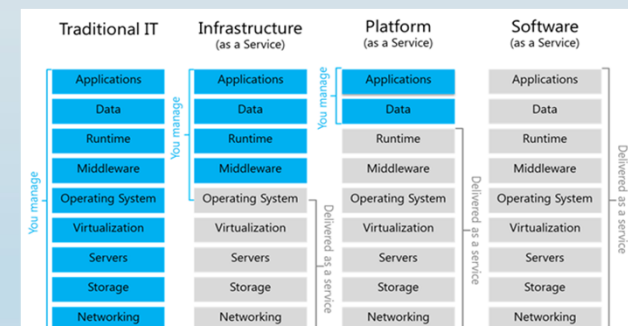 Traditional IT
Applications
Data
Runtime
Middleware
Operating System
Virtualization
Servers
Storage
Networking
You manage
Infrastructure
(as a Service)
Applications
Data
Runtime
Middleware
Operating System
Virtualization
Servers
Storage
Networking
You manage
Delivered as a service
Platform
(as a Service)
Applications
Data
Runtime
Middleware
Operating System
Virtualization
Servers
Storage
Networking
You manage
Delivered as a service
Software
(as a Service)
Applications
Data
Runtime
Middleware
Operating System
Virtualization
Servers
Storage
Networking
Delivered as a service